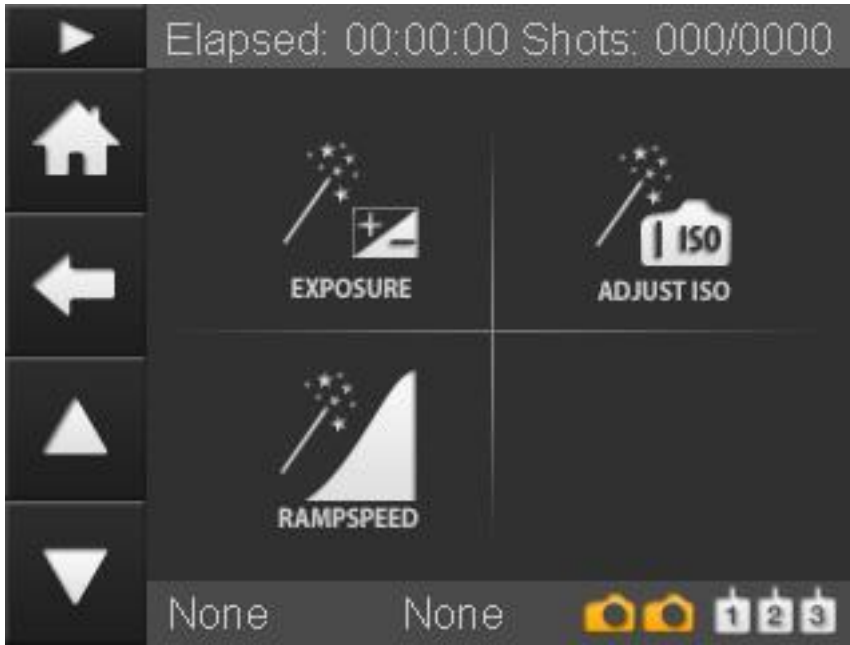 Elapsed: 00:00:00 Shots: 000/0000
EXPOSURE
ISO
ADJUST ISO
RAMPSPEED
None None 1 2 3